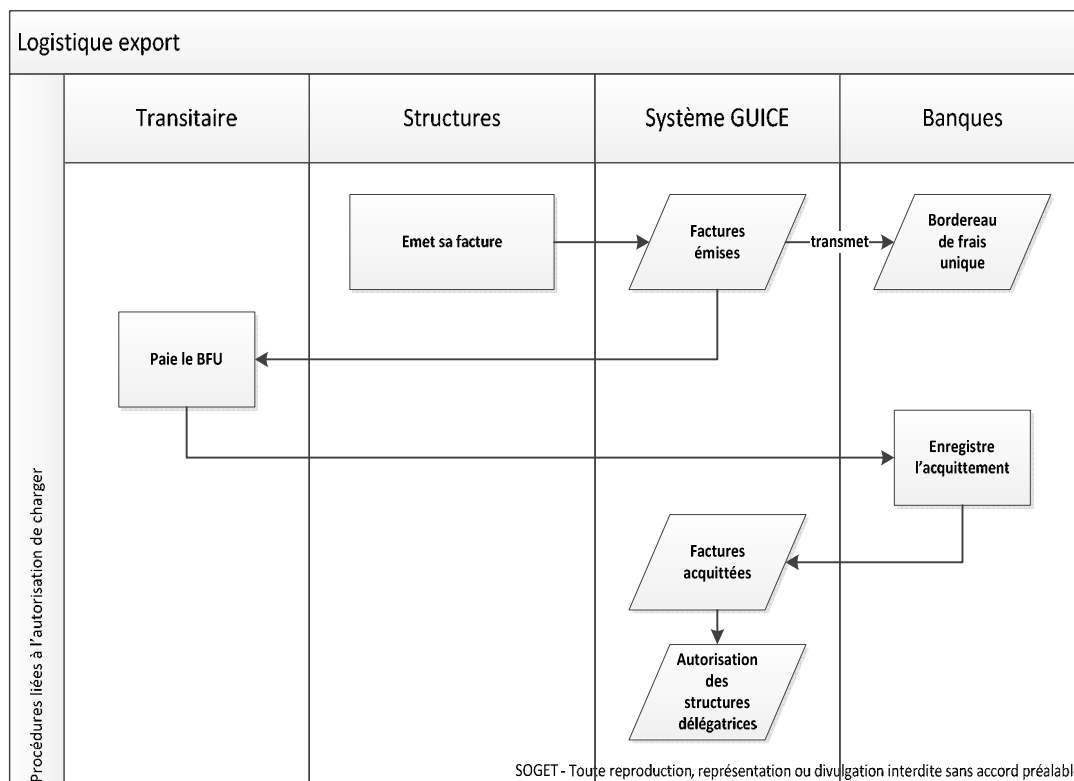 Logistique export
Transitaire
Structures
Système GUICE
Banques
Procédures liées à l'autorisation de charger
Emet sa facture
Factures
émises
transmet
Bordereau
de frais
unique
Paie le BFU
Enregistre
l'acquittement
Factures
acquittées
Autorisation
des
structures
délégatrices
SOGET - Toute reproduction, représentation ou divulgation interdite sans accord préalabl